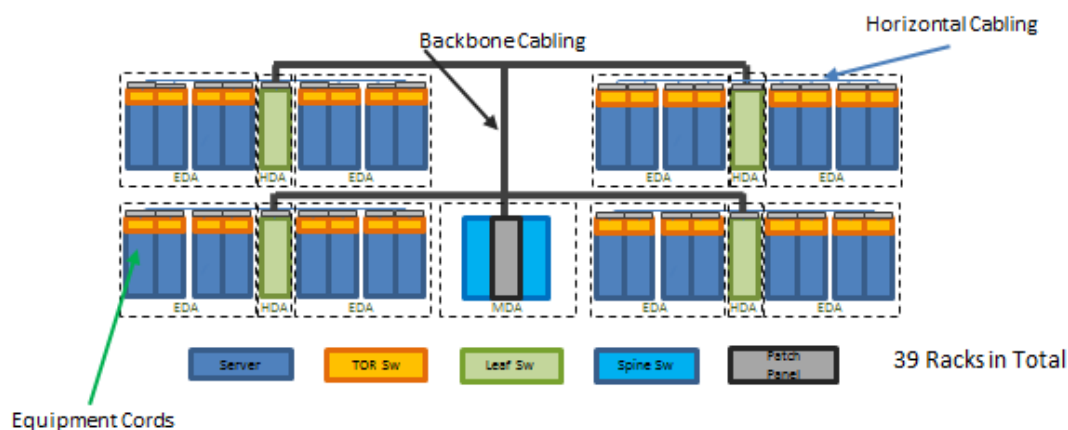 Horizontal Cabling
Backbone Cabling
EDA HDA EDA EDA HDA EDA
EDA HDA EDA MDA EDA HDA EDA
Server TOR Sw Leaf Sw Spine Sw Patch
Panel
39 Racks in Total
Equipment Cords